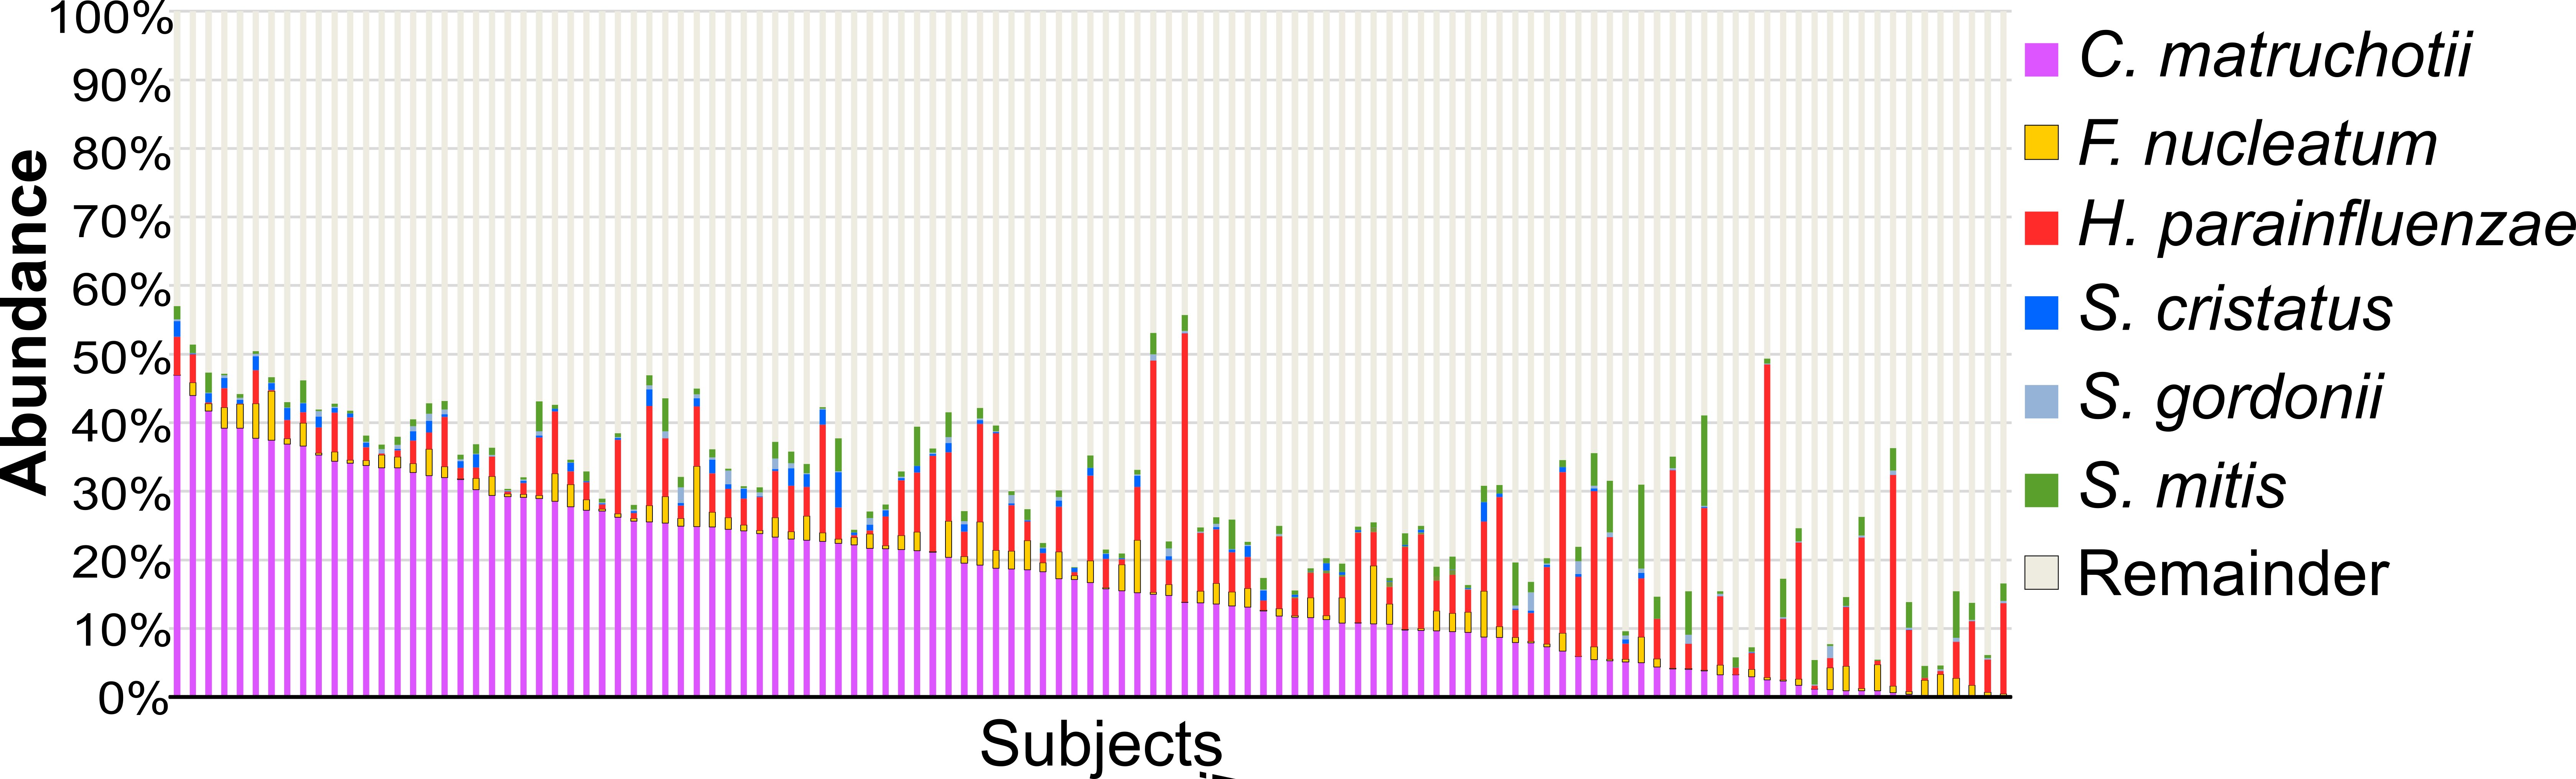 100%
90%
80%
70%
60%
50%
40%
30%
20%
10%
0%
Abundance
Subjects
C. matruchotii
F. nucleatum
H. parainfluenzae
S. cristatus
S. gordonii
S. mitis
Remainder